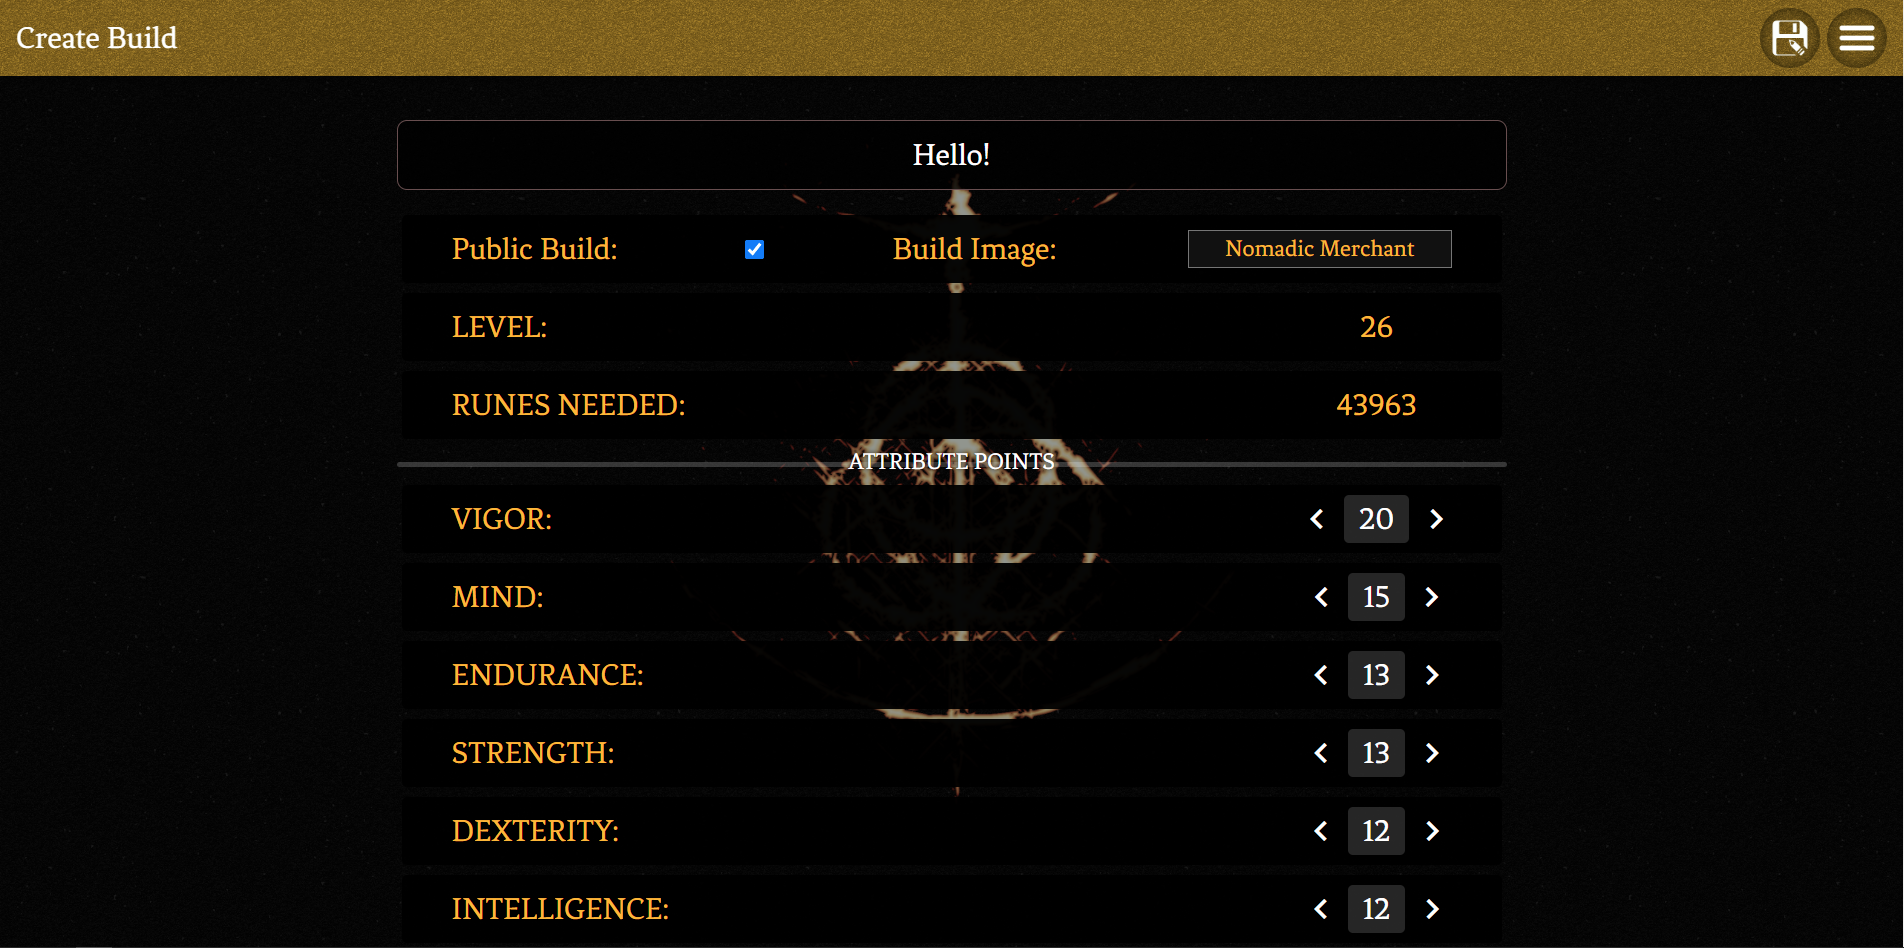 Create Build
Hello!
Public Build: Build Image: Nomadic Merchant
LEVEL: 26
RUNES NEEDED: 43963
ATTRIBUTE POINTS
VIGOR: 20
MIND: 15
ENDURANCE: 13
STRENGTH: 13
DEXTERITY: 12
INTELLIGENCE: 12